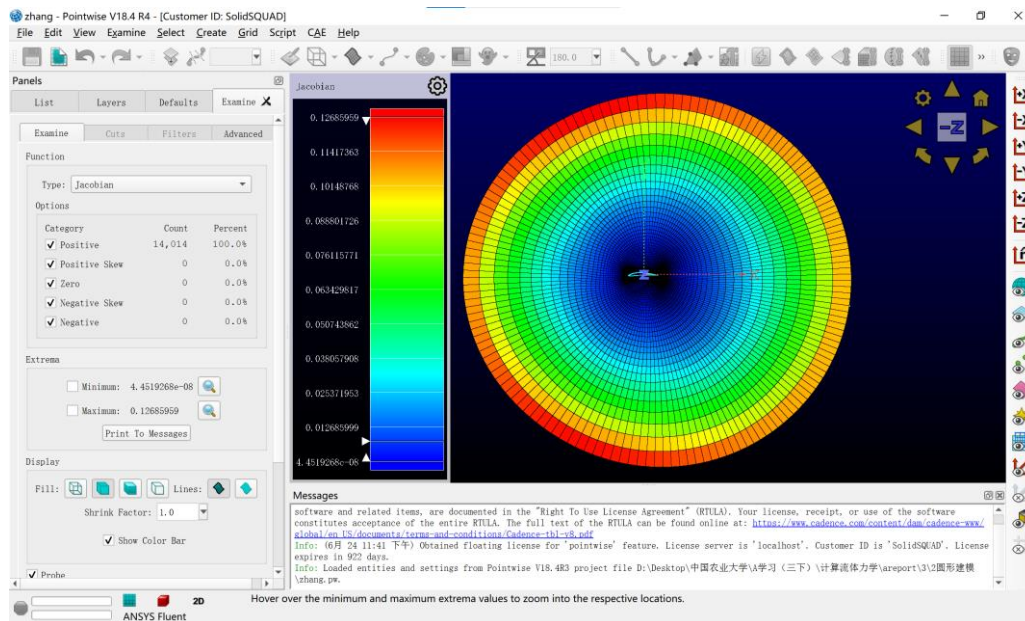 zhang - Pointwise V18.4 R4 - [Customer ID: SolidSQUAD]
File Edit View Examine Select Create Grid Script CAE Help
180.0
Panels
List Layers Defaults Examine
Examine Cuts Filters Advanced
Function
Type: Jacobian
Options
Category Count Percent
Positive 14,014 100.0%
Positive Skew 0 0.0%
Zero 0 0.0%
Negative Skew 0 0.0%
Negative 0 0.0%
Extrema
Minimum: 4.4519268e-08
Maximum: 0.12685959
Print To Messages
Display
Fill: Lines:
Shrink Factor: 1.0
Show Color Bar
Probe
Jacobian
0.12685959
0.11417363
0.10148768
0.088801726
0.076115771
0.063429817
0.050743862
0.038057908
0.025371953
0.012685999
4.4519268e-08
-Z
Messages
software and related items, are documented in the "Right To Use License Agreement" (RTULA). Your license, receipt, or use of the software
constitutes acceptance of the entire RTULA. The full text of the RTULA can be found online at: https://www.cadence.com/content/dam/cadence-www/
global/en_US/documents/terms-and-conditions/Cadence-tbl-v8.pdf
Info: (6月 24 11:41 下午) Obtained floating license for 'pointwise' feature. License server is 'localhost'. Customer ID is 'SolidSQUAD'. License
expires in 922 days.
Info: Loaded entities and settings from Pointwise V18.4R3 project file D:\Desktop\中国农业大学\A学习（三下）\计算流体力学\areport\3\2圆形建模
\zhang.pw.
2D
ANSYS Fluent
Hover over the minimum and maximum extrema values to zoom into the respective locations.